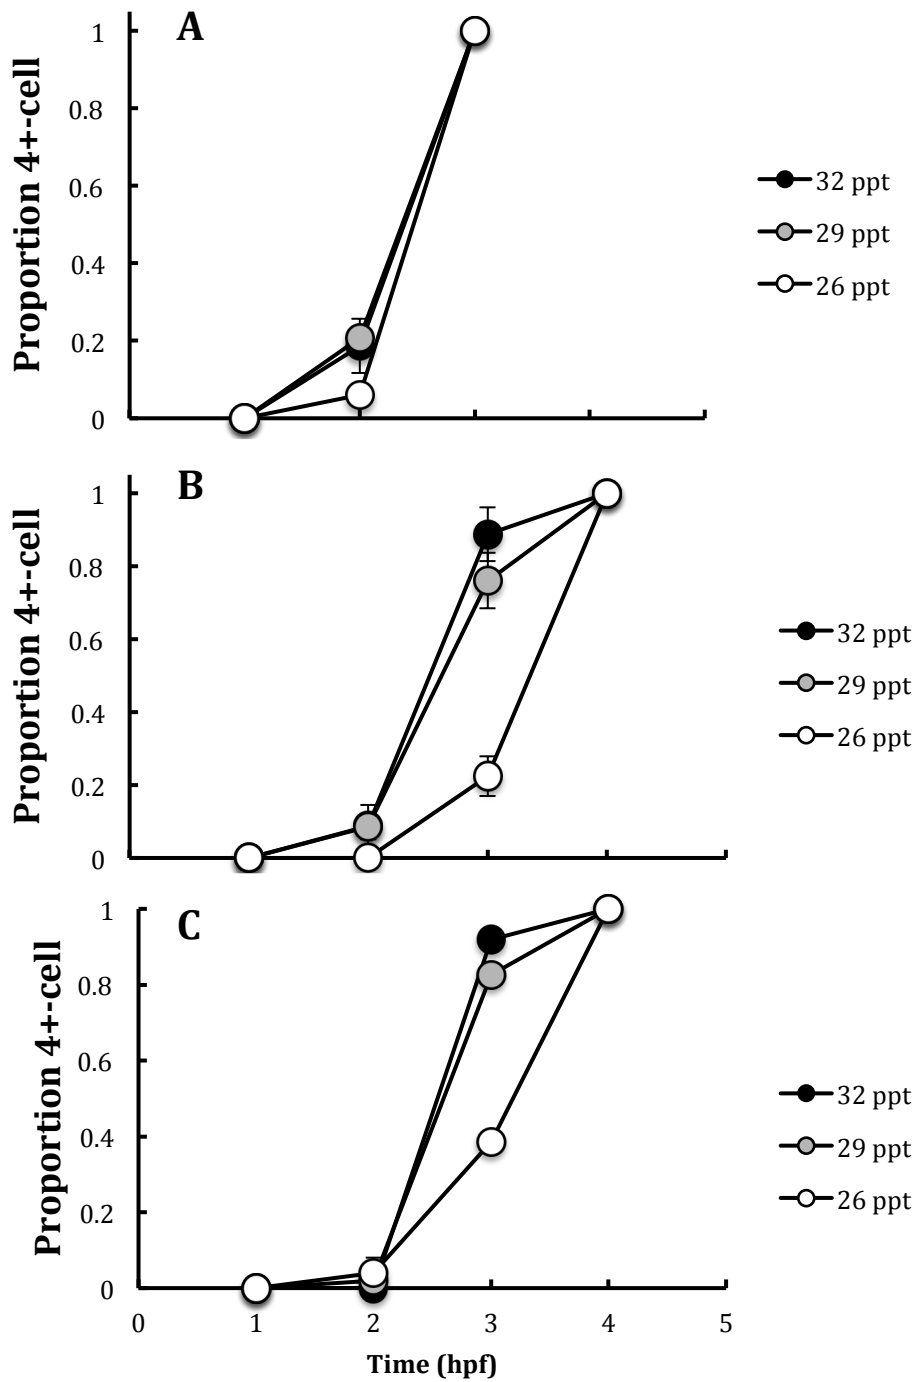 A
Proportion 4+-cell
1
0.8
0.6
0.4
0.2
0
32 ppt
29 ppt
26 ppt
B
Proportion 4+-cell
1
0.8
0.6
0.4
0.2
0
32 ppt
29 ppt
26 ppt
C
Proportion 4+-cell
1
0.8
0.6
0.4
0.2
0
32 ppt
29 ppt
26 ppt
0 1 2 3 4 5
Time (hpf)